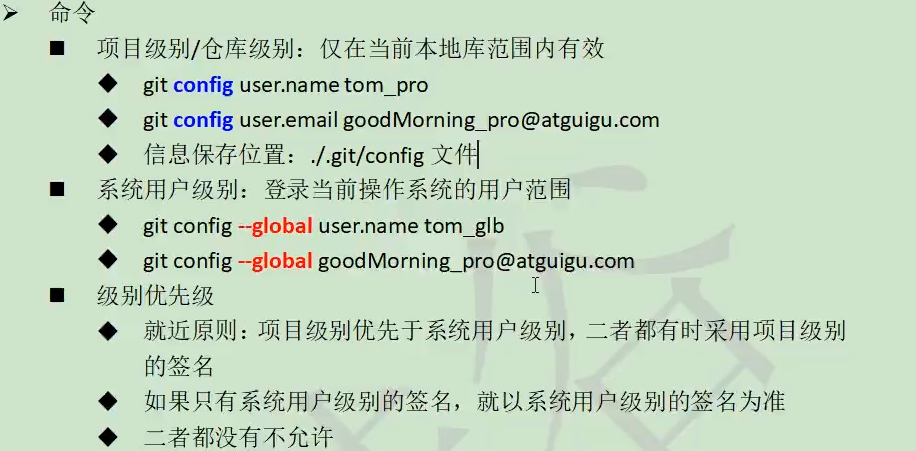 命令
项目级别/仓库级别：仅在当前本地库范围内有效
git config user.name tom_pro
git config user.email goodMorning_pro@atguigu.com
信息保存位置：./.git/config 文件
系统用户级别：登录当前操作系统的用户范围
git config --global user.name tom_glb
git config --global goodMorning_pro@atguigu.com
级别优先级
就近原则：项目级别优先于系统用户级别，二者都有时采用项目级别
的签名
如果只有系统用户级别的签名，就以系统用户级别的签名为准
二者都没有不允许